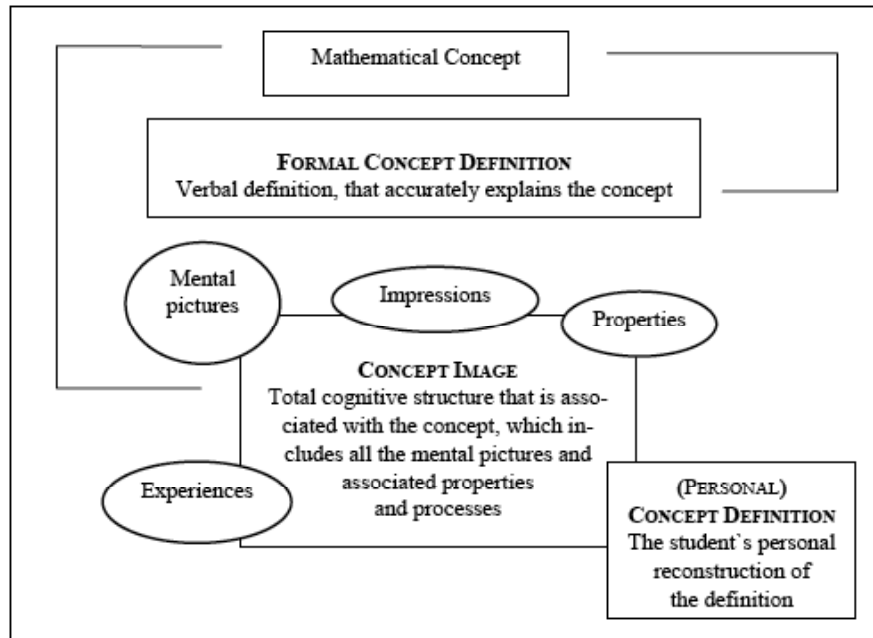 Mathematical Concept
FORMAL CONCEPT DEFINITION
Verbal definition, that accurately explains the concept
Mental
pictures
Impressions
Properties
CONCEPT IMAGE
Total cognitive structure that is asso-
ciated with the concept, which in-
cludes all the mental pictures and
associated properties
and processes
Experiences
(PERSONAL)
CONCEPT DEFINITION
The student`s personal
reconstruction of
the definition